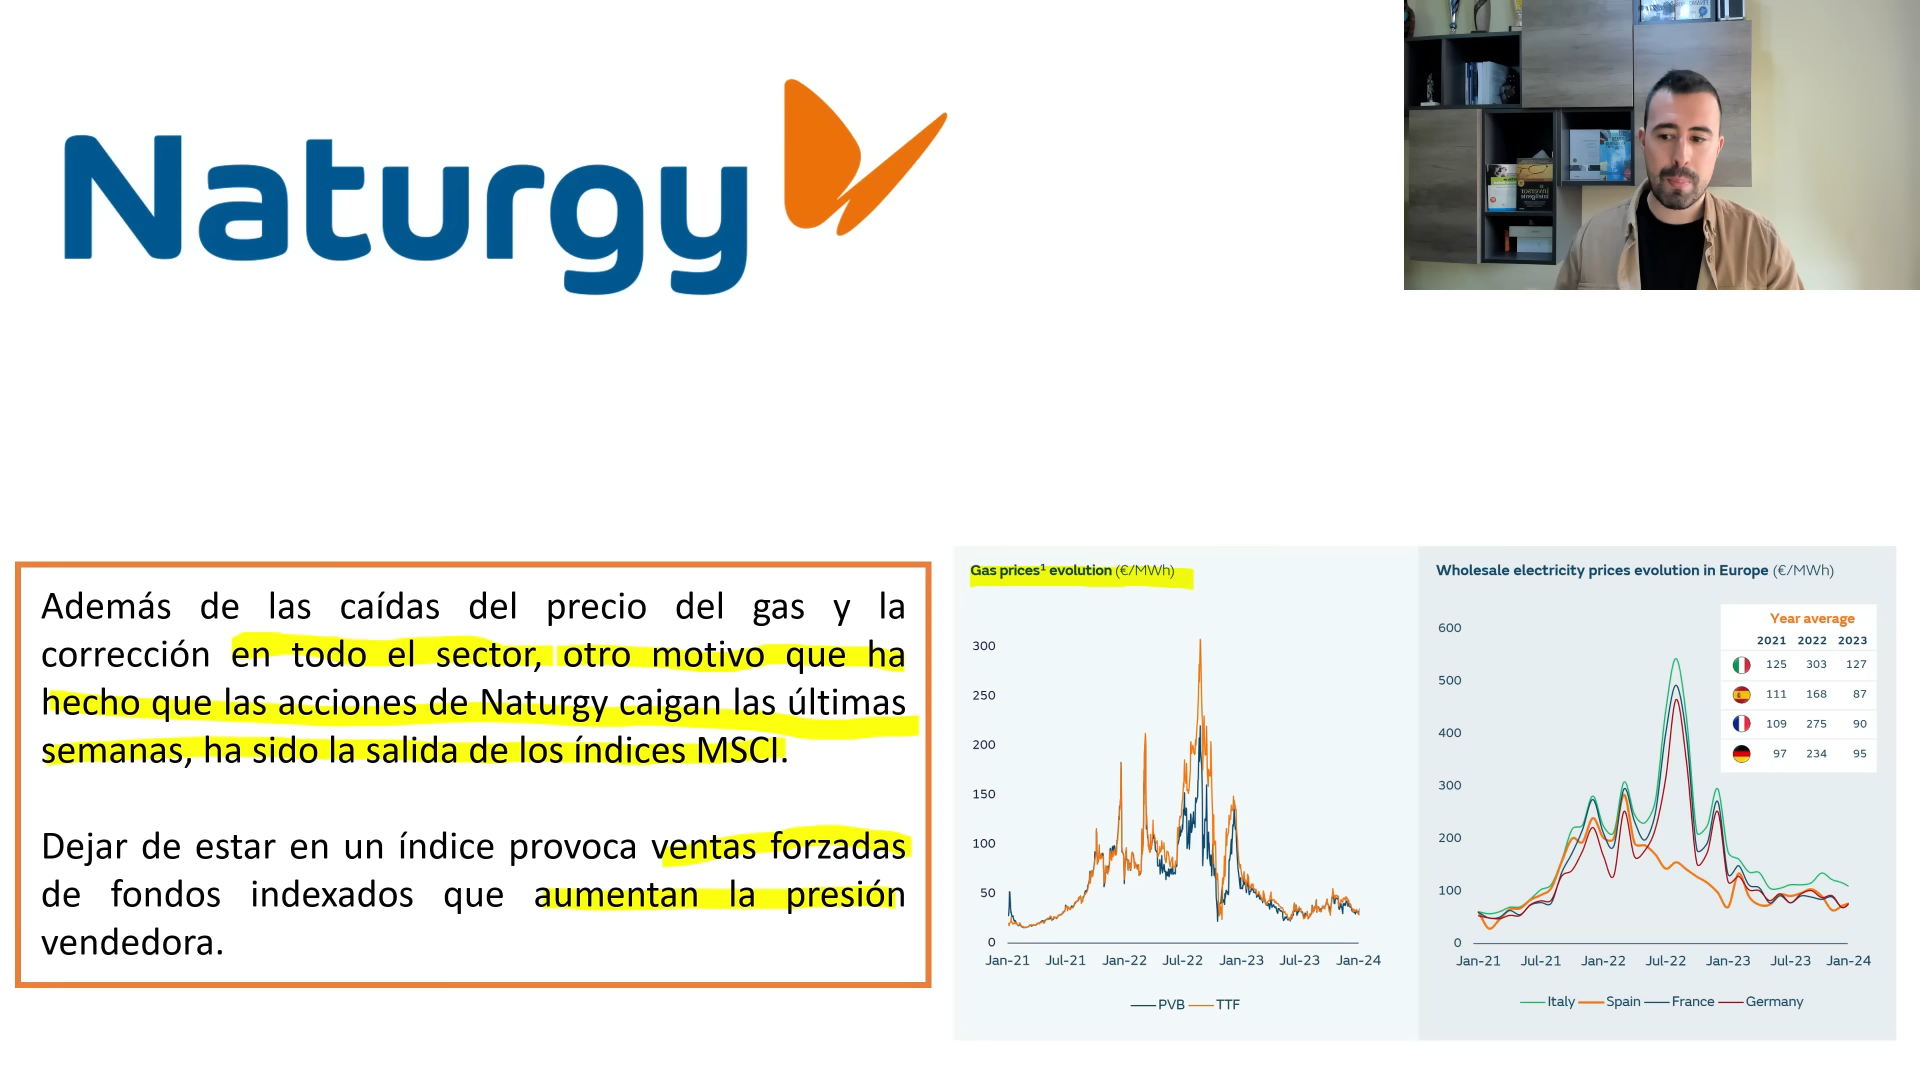 Naturgy
Además de las caídas del precio del gas y la
corrección en todo el sector, otro motivo que ha
hecho que las acciones de Naturgy caigan las últimas
semanas, ha sido la salida de los índices MSCI.
Dejar de estar en un índice provoca ventas forzadas
de fondos indexados que aumentan la presión
vendedora.
Gas prices¹ evolution (€/MWh)
300
250
200
150
100
50
0
Jan-21 Jul-21 Jan-22 Jul-22 Jan-23 Jul-23 Jan-24
PVB TTF
Wholesale electricity prices evolution in Europe (€/MWh)
Year average
2021 2022 2023
125 303 127
111 168 87
109 275 90
97 234 95
600
500
400
300
200
100
0
Jan-21 Jul-21 Jan-22 Jul-22 Jan-23 Jul-23 Jan-24
Italy Spain France Germany